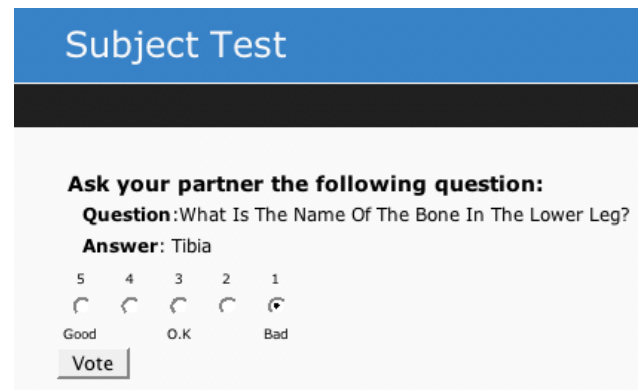 Subject Test
Ask your partner the following question:
Question:What Is The Name Of The Bone In The Lower Leg?
Answer: Tibia
5 4 3 2 1
Good O.K Bad
Vote